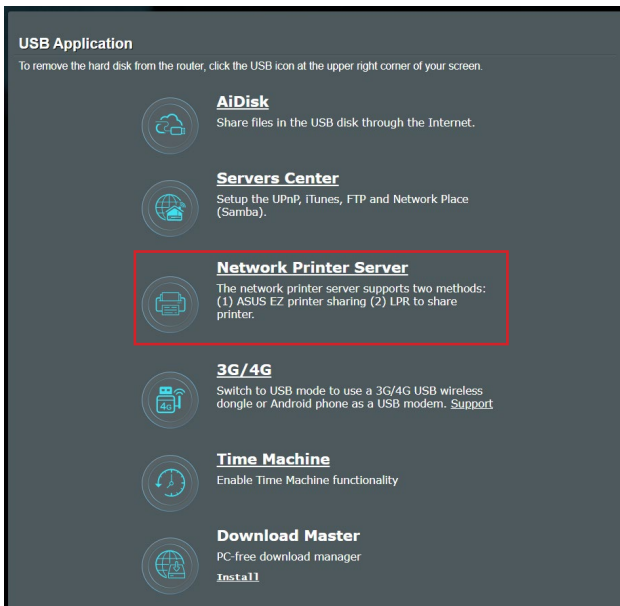 USB Application
To remove the hard disk from the router, click the USB icon at the upper right corner of your screen.
AiDisk
Share files in the USB disk through the Internet.
Servers Center
Setup the UPnP, iTunes, FTP and Network Place
(Samba).
Network Printer Server
The network printer server supports two methods:
(1) ASUS EZ printer sharing (2) LPR to share
printer.
3G/4G
4G
Switch to USB mode to use a 3G/4G USB wireless
dongle or Android phone as a USB modem. Support
Time Machine
Enable Time Machine functionality
Download Master
PC-free download manager
Install